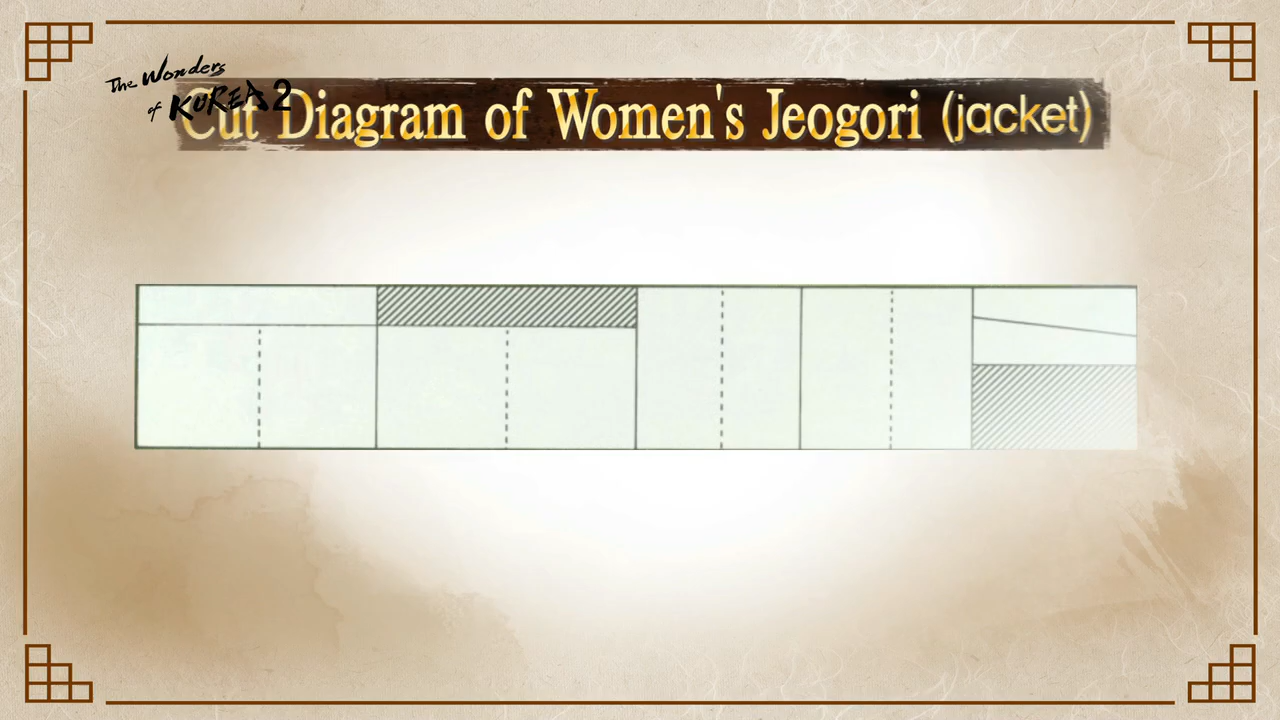 The Wonders
of KOREA 2
Cut Diagram of Women's Jeogori (jacket)